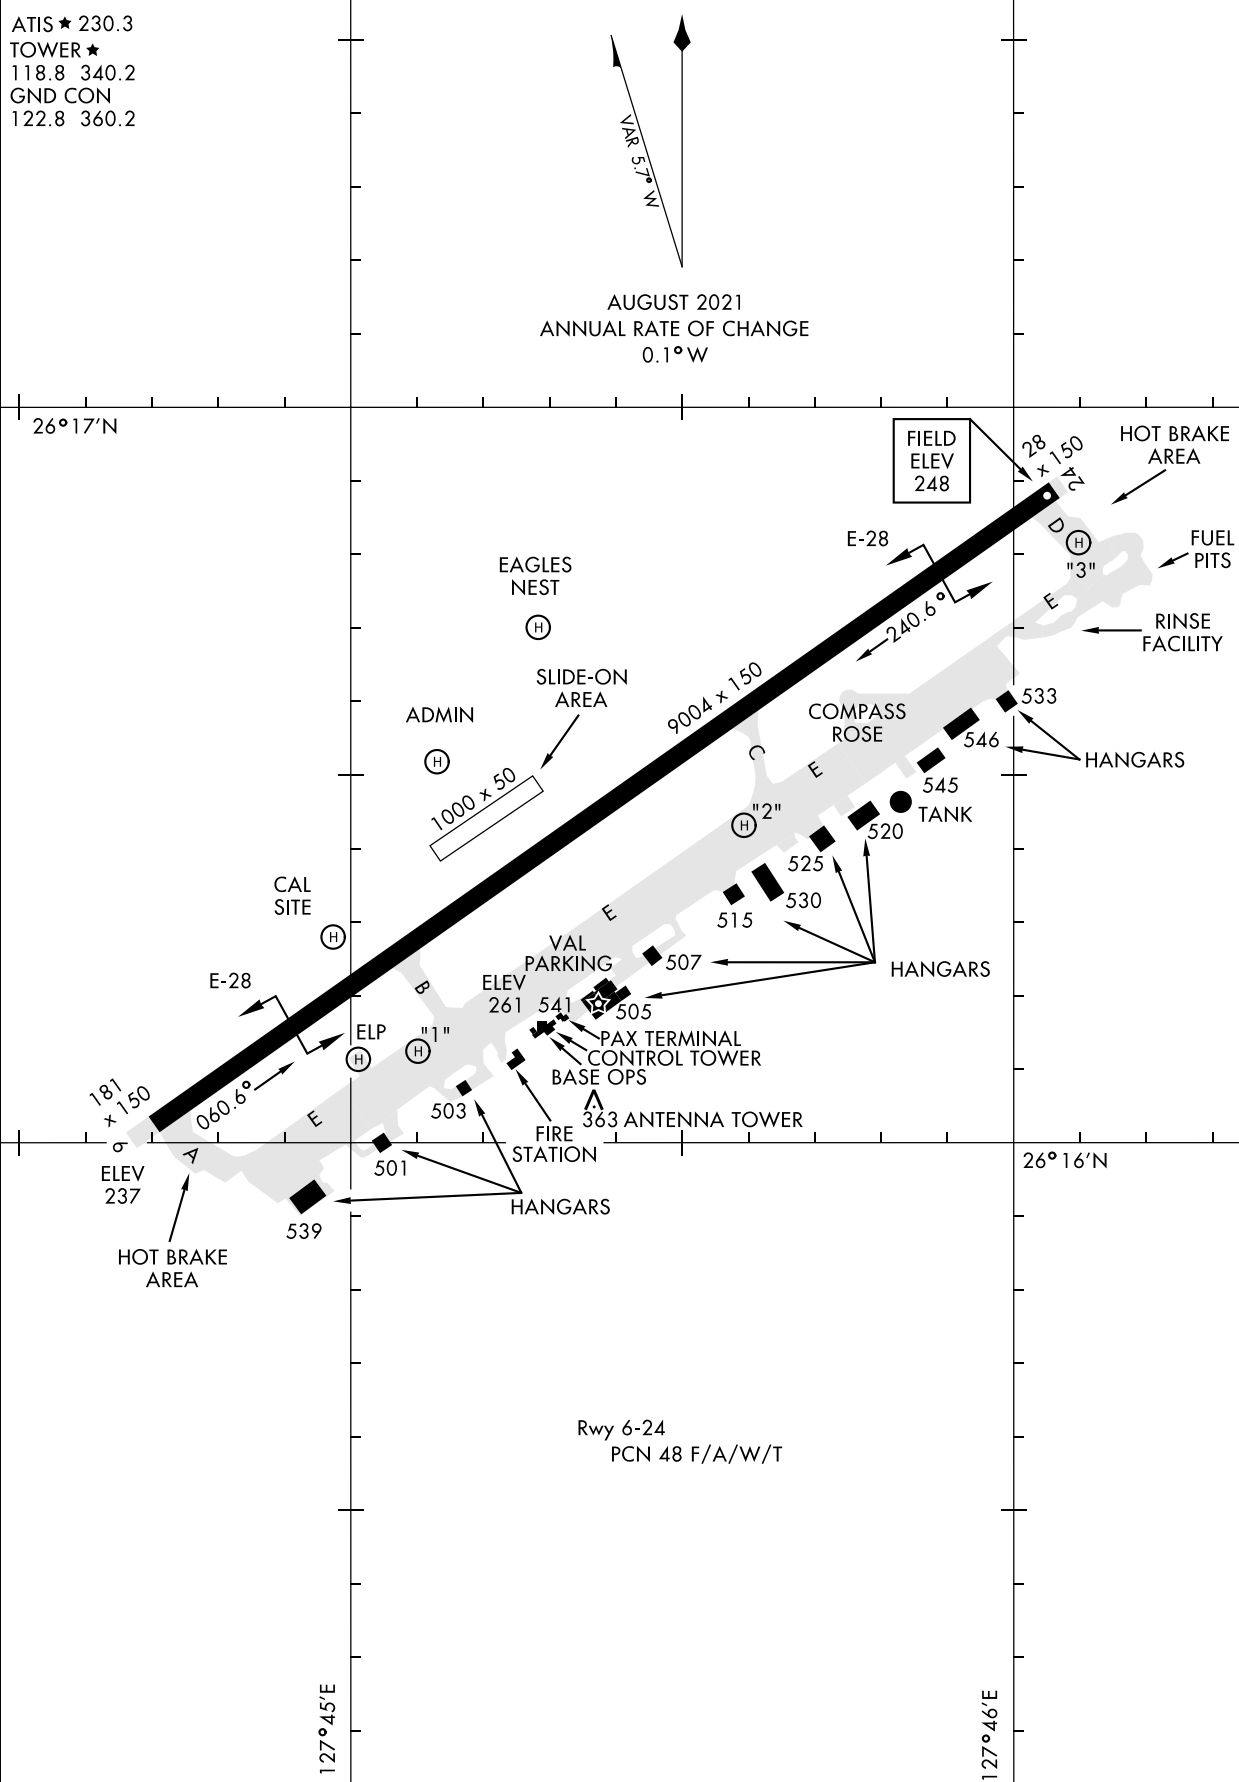 ATIS ★ 230.3
TOWER ★
118.8 340.2
GND CON
122.8 360.2
VAR 5.7° W
AUGUST 2021
ANNUAL RATE OF CHANGE
0.1° W
26°17'N
FIELD
ELEV
248
28
x 150
24
HOT BRAKE
AREA
D
H
"3"
FUEL
PITS
E-28
E
RINSE
FACILITY
240.6°
EAGLES
NEST
H
SLIDE-ON
AREA
ADMIN
H
1000 x 50
9004 x 150
COMPASS
ROSE
C
E
533
546
HANGARS
545
TANK
520
"2"
H
525
530
515
HANGARS
507
CAL
SITE
H
E
VAL
PARKING
ELEV
261
541
505
E-28
B
ELP
H
"1"
H
PAX TERMINAL
CONTROL TOWER
BASE OPS
363 ANTENNA TOWER
181
x 150
060.6°
6
E
A
503
FIRE
STATION
ELEV
237
501
26°16'N
HANGARS
539
HOT BRAKE
AREA
Rwy 6-24
PCN 48 F/A/W/T
127°45'E
127°46'E